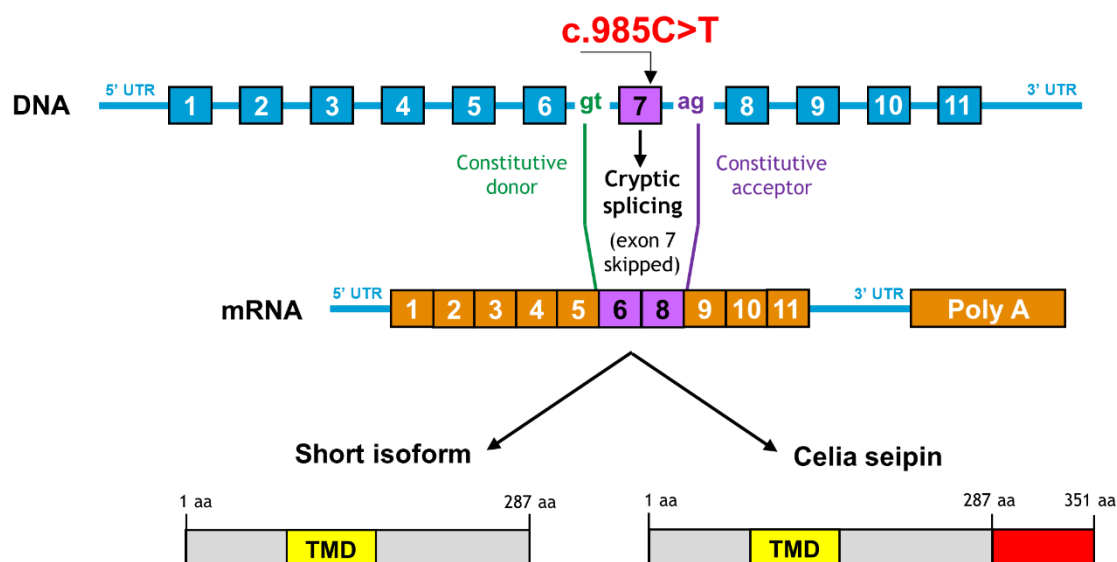 c.985C>T
5’ UTR
3’ UTR
DNA
1 2 3 4 5 6 gt 7 ag 8 9 10 11
Constitutive
donor
Cryptic
splicing
(exon 7
skipped)
Constitutive
acceptor
5’ UTR
3’ UTR
mRNA
1 2 3 4 5 6 8 9 10 11
Poly A
Short isoform
Celia seipin
1 aa
287 aa
1 aa
287 aa
351 aa
TMD
TMD